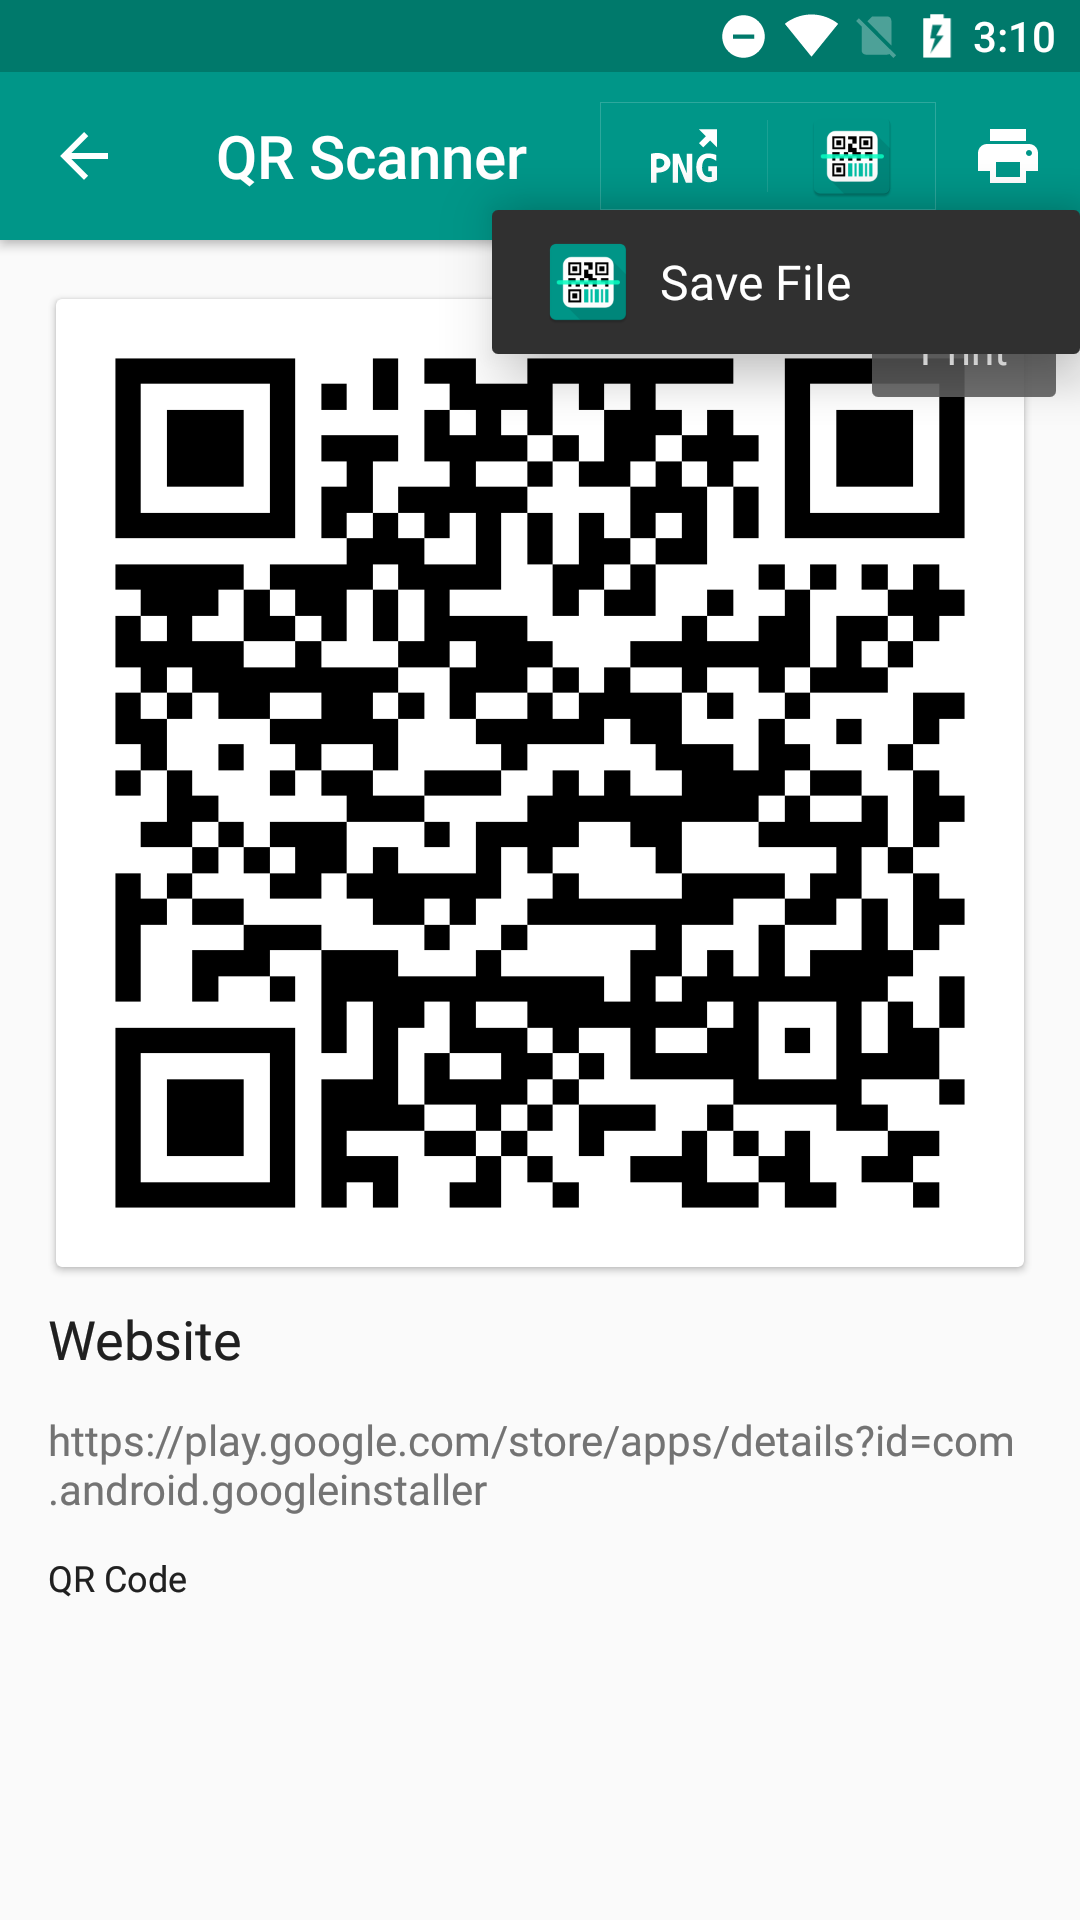 3:10
QR Scanner
PNG
Save File
Print
Website
https://play.google.com/store/apps/details?id=com
.android.googleinstaller
QR Code